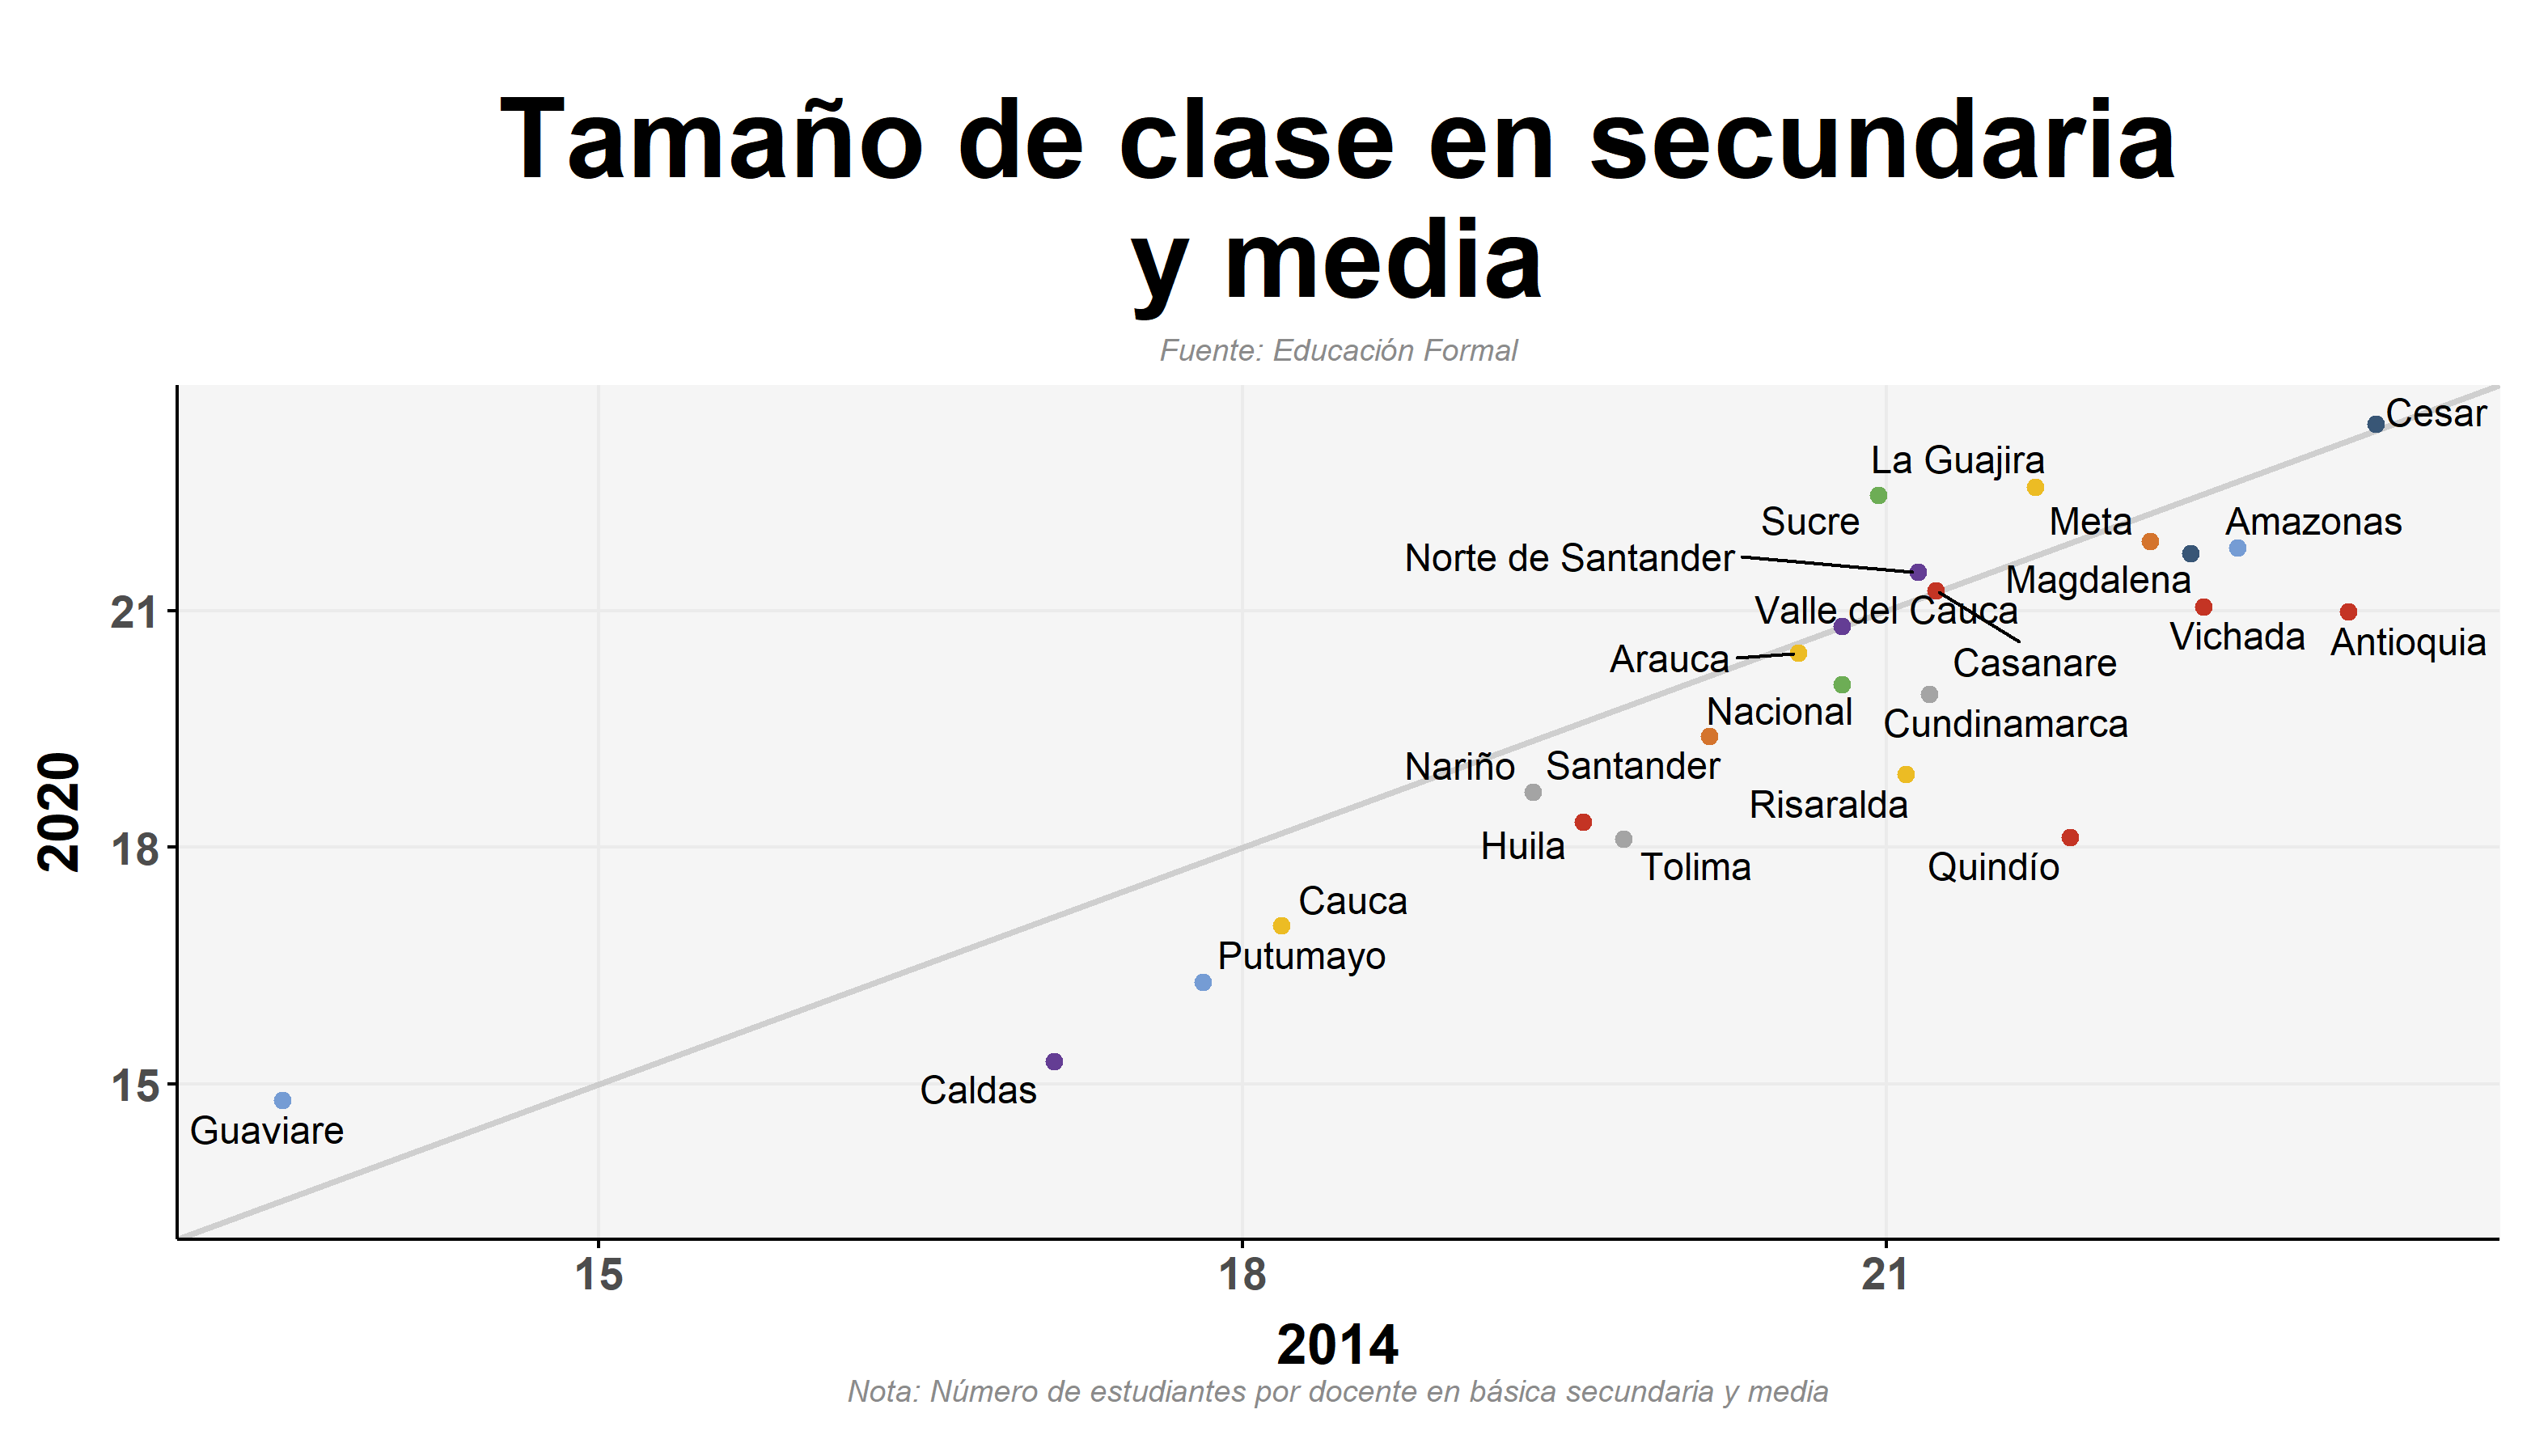 Tamaño de clase en secundaria
y media
Fuente: Educación Formal
Cesar
La Guajira
Sucre
Meta
Amazonas
Norte de Santander
Magdalena
Valle del Cauca
Vichada
Antioquia
Arauca
Casanare
Nacional
Cundinamarca
Nariño
Santander
Risaralda
Huila
Tolima
Quindío
Cauca
Putumayo
Caldas
Guaviare
2020
21
18
15
15
18
21
2014
Nota: Número de estudiantes por docente en básica secundaria y media